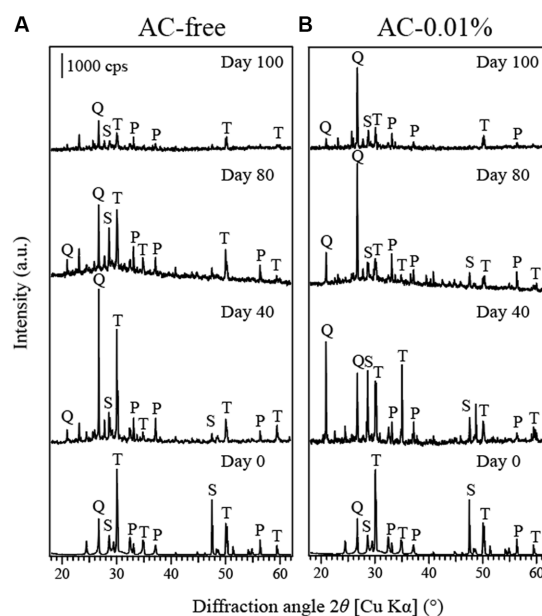 A AC-free
B AC-0.01%
1000 cps
Day 100
Q
S T P P T T
Day 100
Q
Q S T P P T P
Day 80
Q
Q S T P T P T P T
Day 80
Q
Q S T P T P S T P T
Day 40
Q
Q S T P T P S T P T
Day 40
Q
Q S T P T P S T P T
Day 0
Q S T P T P S T P T
Day 0
Q S T P T P S T P T
20 30 40 50 60
20 30 40 50 60
Intensity (a.u.)
Diffraction angle 2θ [Cu Kα] (°)